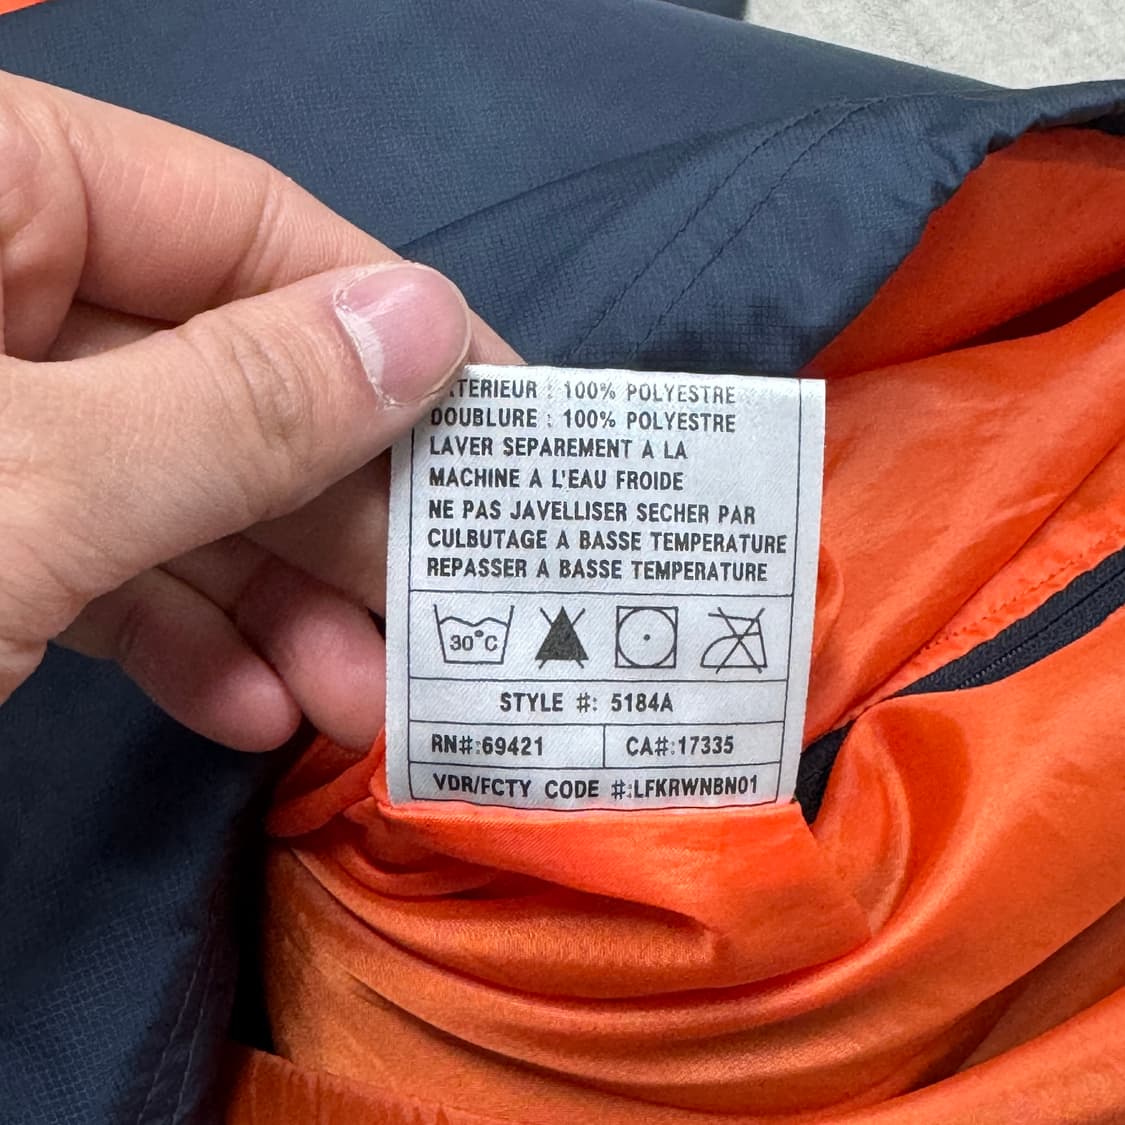 TERIEUR : 100% POLYESTRE
DOUBLURE : 100% POLYESTRE
LAVER SEPAREMENT A LA
MACHINE A L'EAU FROIDE
NE PAS JAVELLISER SECHER PAR
CULBUTAGE A BASSE TEMPERATURE
REPASSER A BASSE TEMPERATURE
30°C
STYLE #: 5184A
RN#:69421 CA#:17335
VDR/FCTY CODE #:LFKRWNBN01